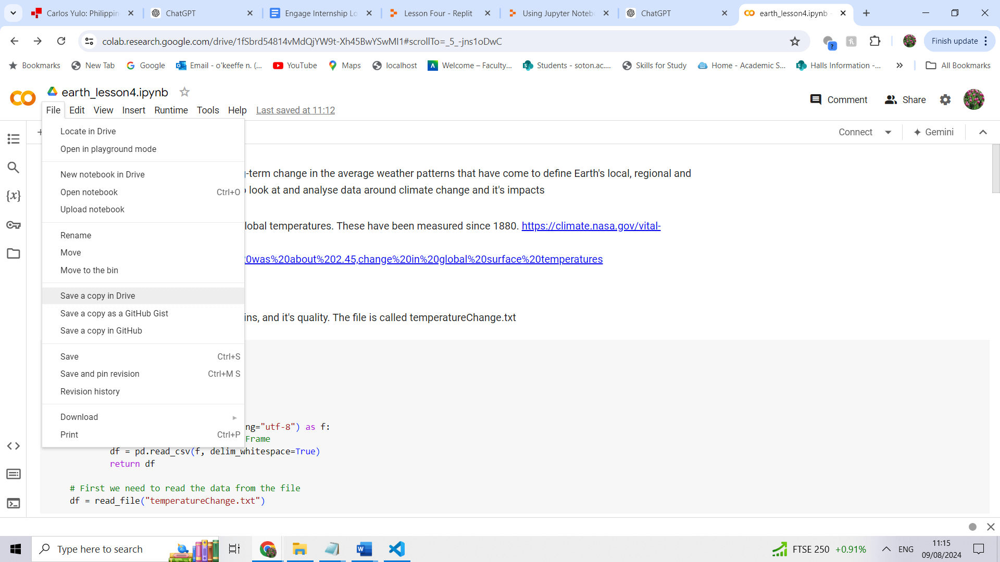 Carlos Yulo: Philippin
ChatGPT
Engage Internship Lo
Lesson Four - Replit
Using Jupyter Noteb
ChatGPT
earth_lesson4.ipynb -
colab.research.google.com/drive/1fSbrd54814vMdQjYW9t-Xh45BwYSwMI1#scrollTo=_5_-jns1oDwC
Finish update
Bookmarks
New Tab
Google
Email - o'keeffe n. (...
YouTube
Maps
localhost
Welcome – Faculty...
Students - soton.ac....
Skills for Study
Home - Academic S...
Halls Information -...
All Bookmarks
earth_lesson4.ipynb
Comment
Share
File Edit View Insert Runtime Tools Help Last saved at 11:12
Connect
Gemini
Locate in Drive
Open in playground mode
New notebook in Drive
Open notebook Ctrl+O
Upload notebook
Rename
Move
Move to the bin
Save a copy in Drive
Save a copy as a GitHub Gist
Save a copy in GitHub
Save Ctrl+S
Save and pin revision Ctrl+M S
Revision history
Download
Print Ctrl+P
-term change in the average weather patterns that have come to define Earth's local, regional and
look at and analyse data around climate change and it's impacts
lobal temperatures. These have been measured since 1880. https://climate.nasa.gov/vital-
0was%20about%202.45,change%20in%20global%20surface%20temperatures
ins, and it's quality. The file is called temperatureChange.txt
ng="utf-8") as f:
Frame
df = pd.read_csv(f, delim_whitespace=True)
return df
# First we need to read the data from the file
df = read_file("temperatureChange.txt")
Type here to search
FTSE 250 +0.91%
ENG
11:15
09/08/2024